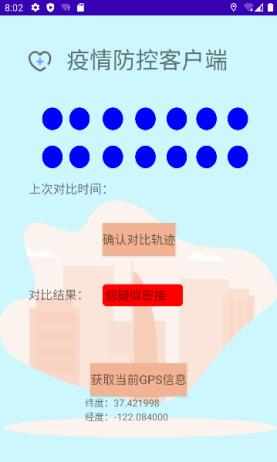 8:02
疫情防控客户端
上次对比时间：
确认对比轨迹
对比结果： 您疑似密接
获取当前GPS信息
纬度：37.421998
经度：-122.084000